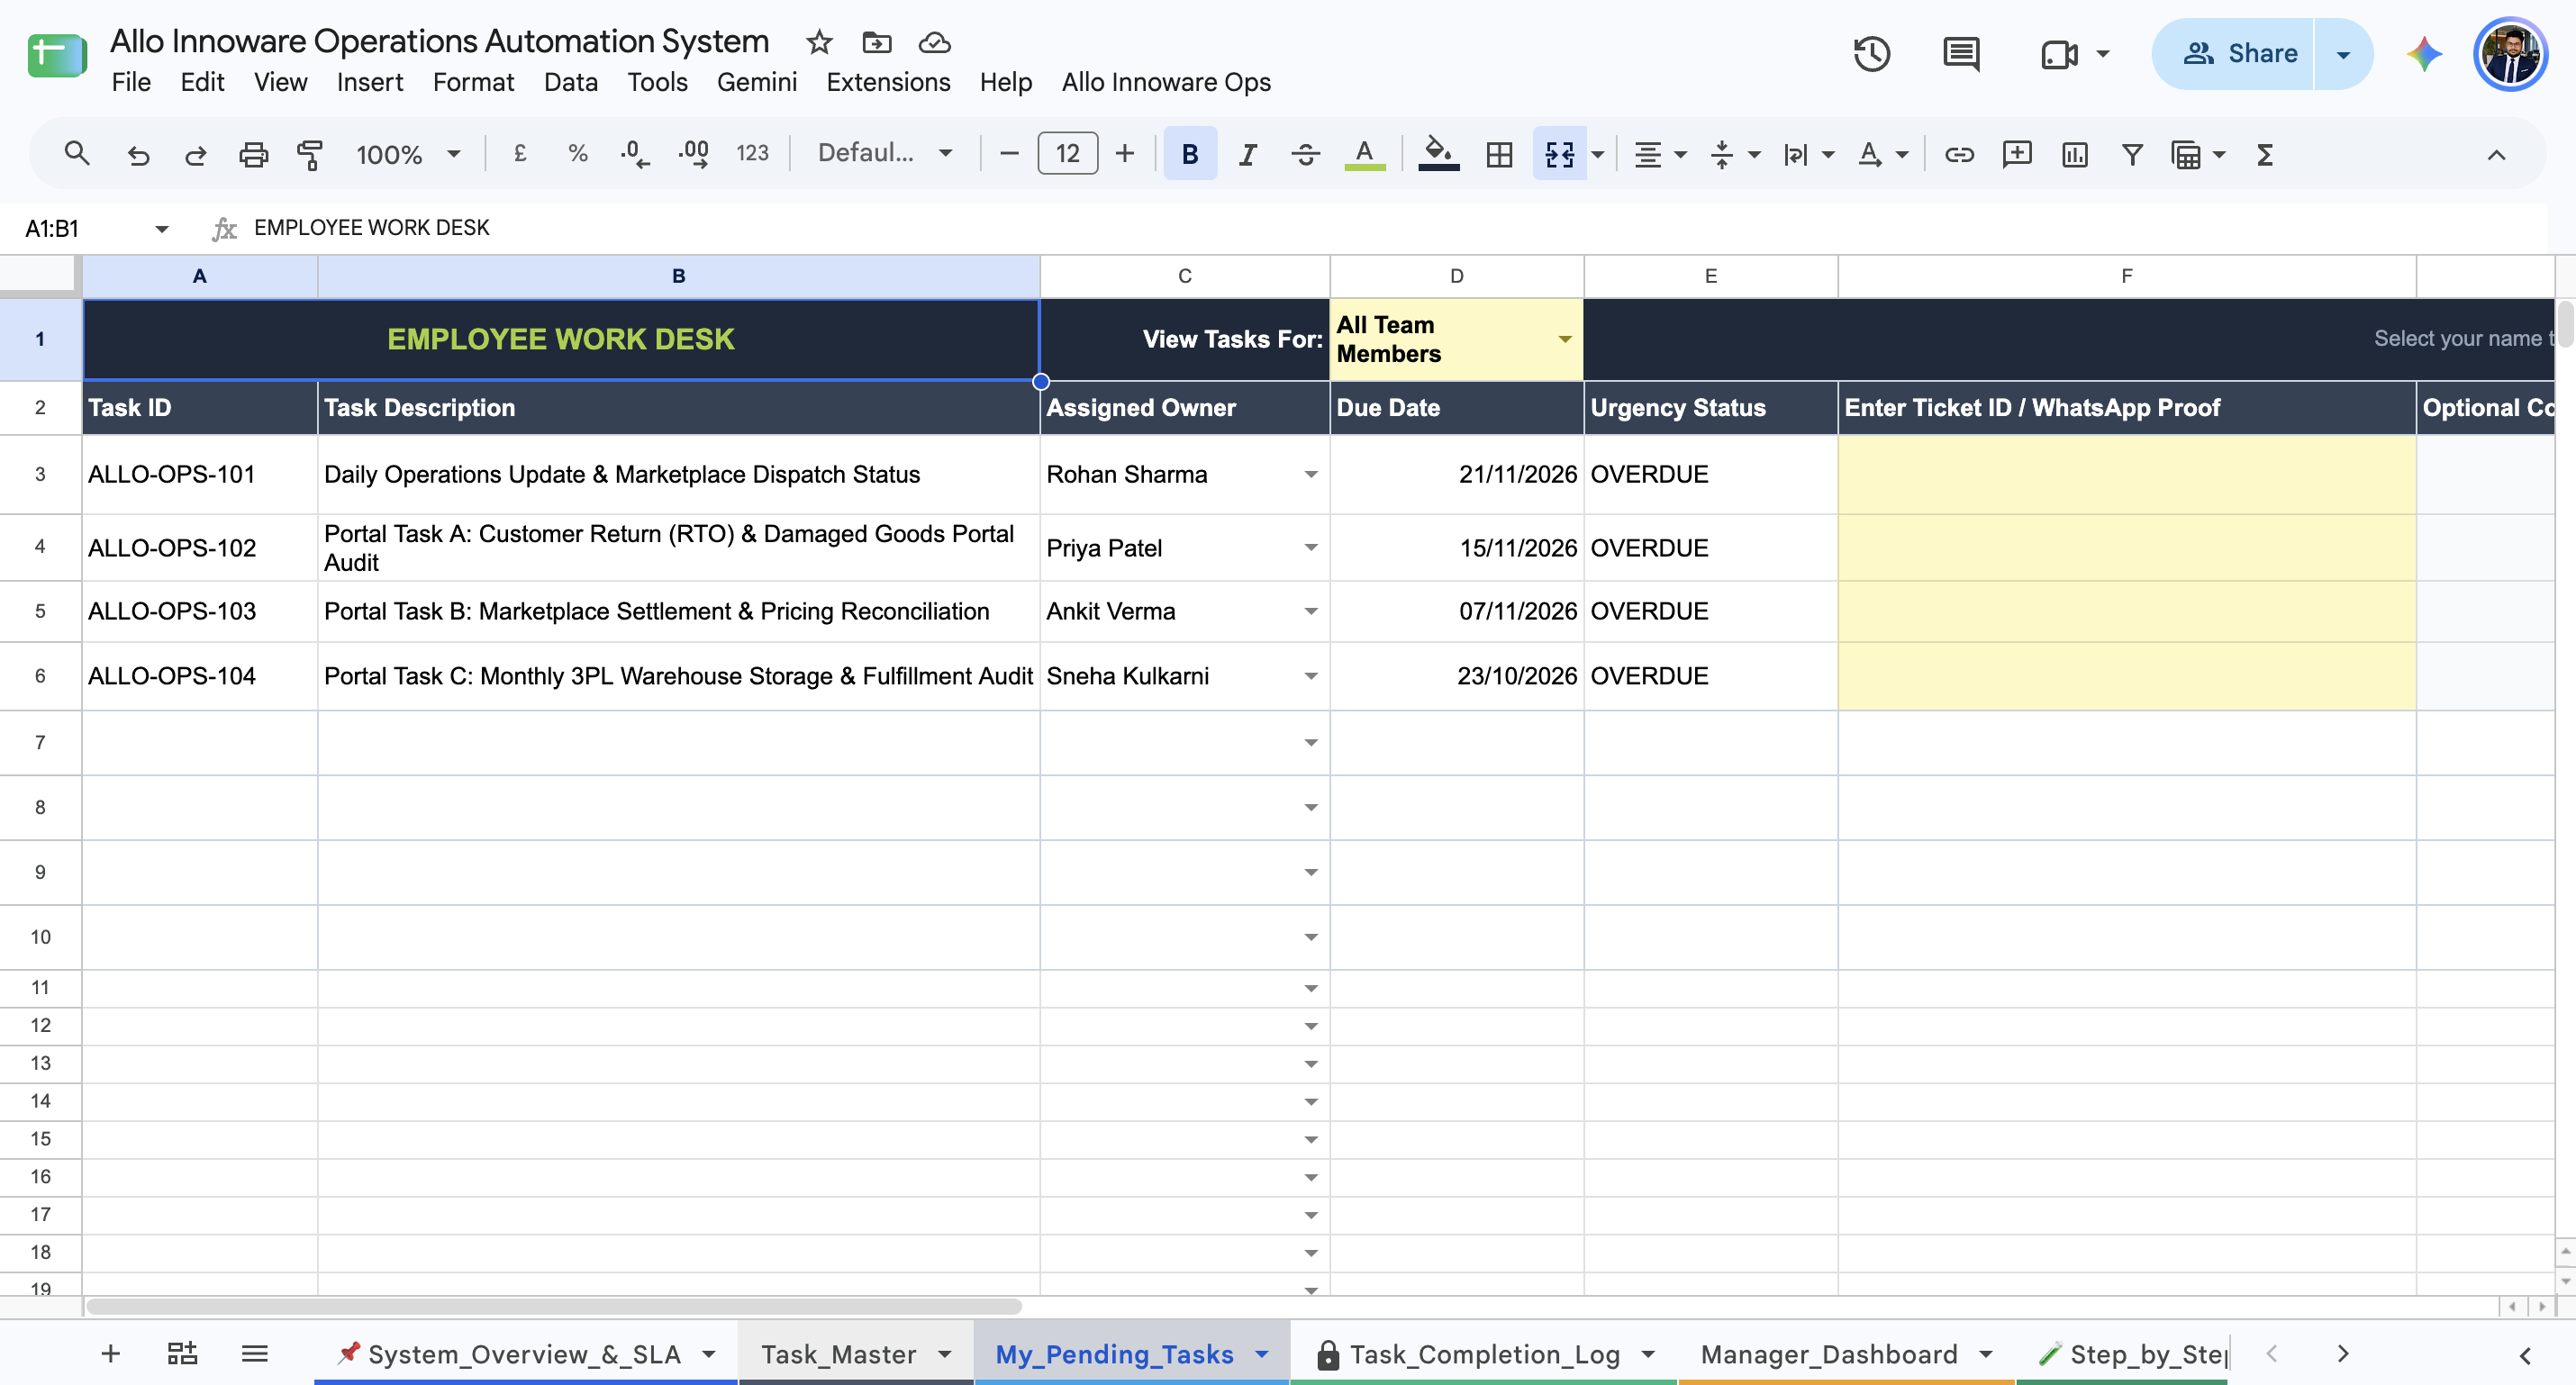 Allo Innoware Operations Automation System
File Edit View Insert Format Data Tools Gemini Extensions Help Allo Innoware Ops
Share
100% £ % .0 .00 123 Defaul... 12 B I A A Σ
A1:B1 fx EMPLOYEE WORK DESK
A B C D E F
1 EMPLOYEE WORK DESK View Tasks For: All Team Members Select your name t
2 Task ID Task Description Assigned Owner Due Date Urgency Status Enter Ticket ID / WhatsApp Proof Optional Co
3 ALLO-OPS-101 Daily Operations Update & Marketplace Dispatch Status Rohan Sharma 21/11/2026 OVERDUE
4 ALLO-OPS-102 Portal Task A: Customer Return (RTO) & Damaged Goods Portal Audit Priya Patel 15/11/2026 OVERDUE
5 ALLO-OPS-103 Portal Task B: Marketplace Settlement & Pricing Reconciliation Ankit Verma 07/11/2026 OVERDUE
6 ALLO-OPS-104 Portal Task C: Monthly 3PL Warehouse Storage & Fulfillment Audit Sneha Kulkarni 23/10/2026 OVERDUE
7
8
9
10
11
12
13
14
15
16
17
18
19
System_Overview_&_SLA Task_Master My_Pending_Tasks Task_Completion_Log Manager_Dashboard Step_by_Step